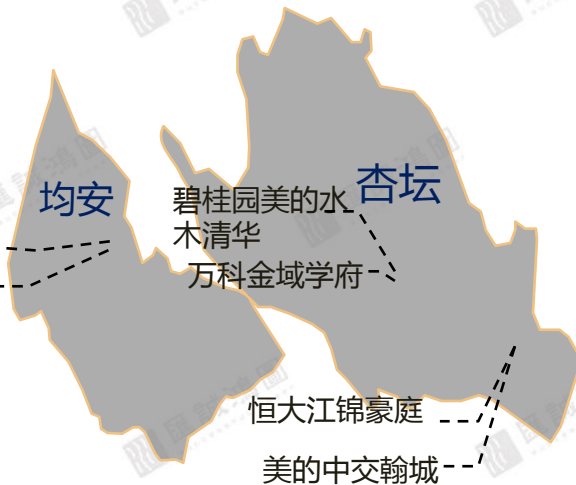 均安
杏坛
碧桂园美的水
木清华
万科金域学府
恒大江锦豪庭
美的中交翰城